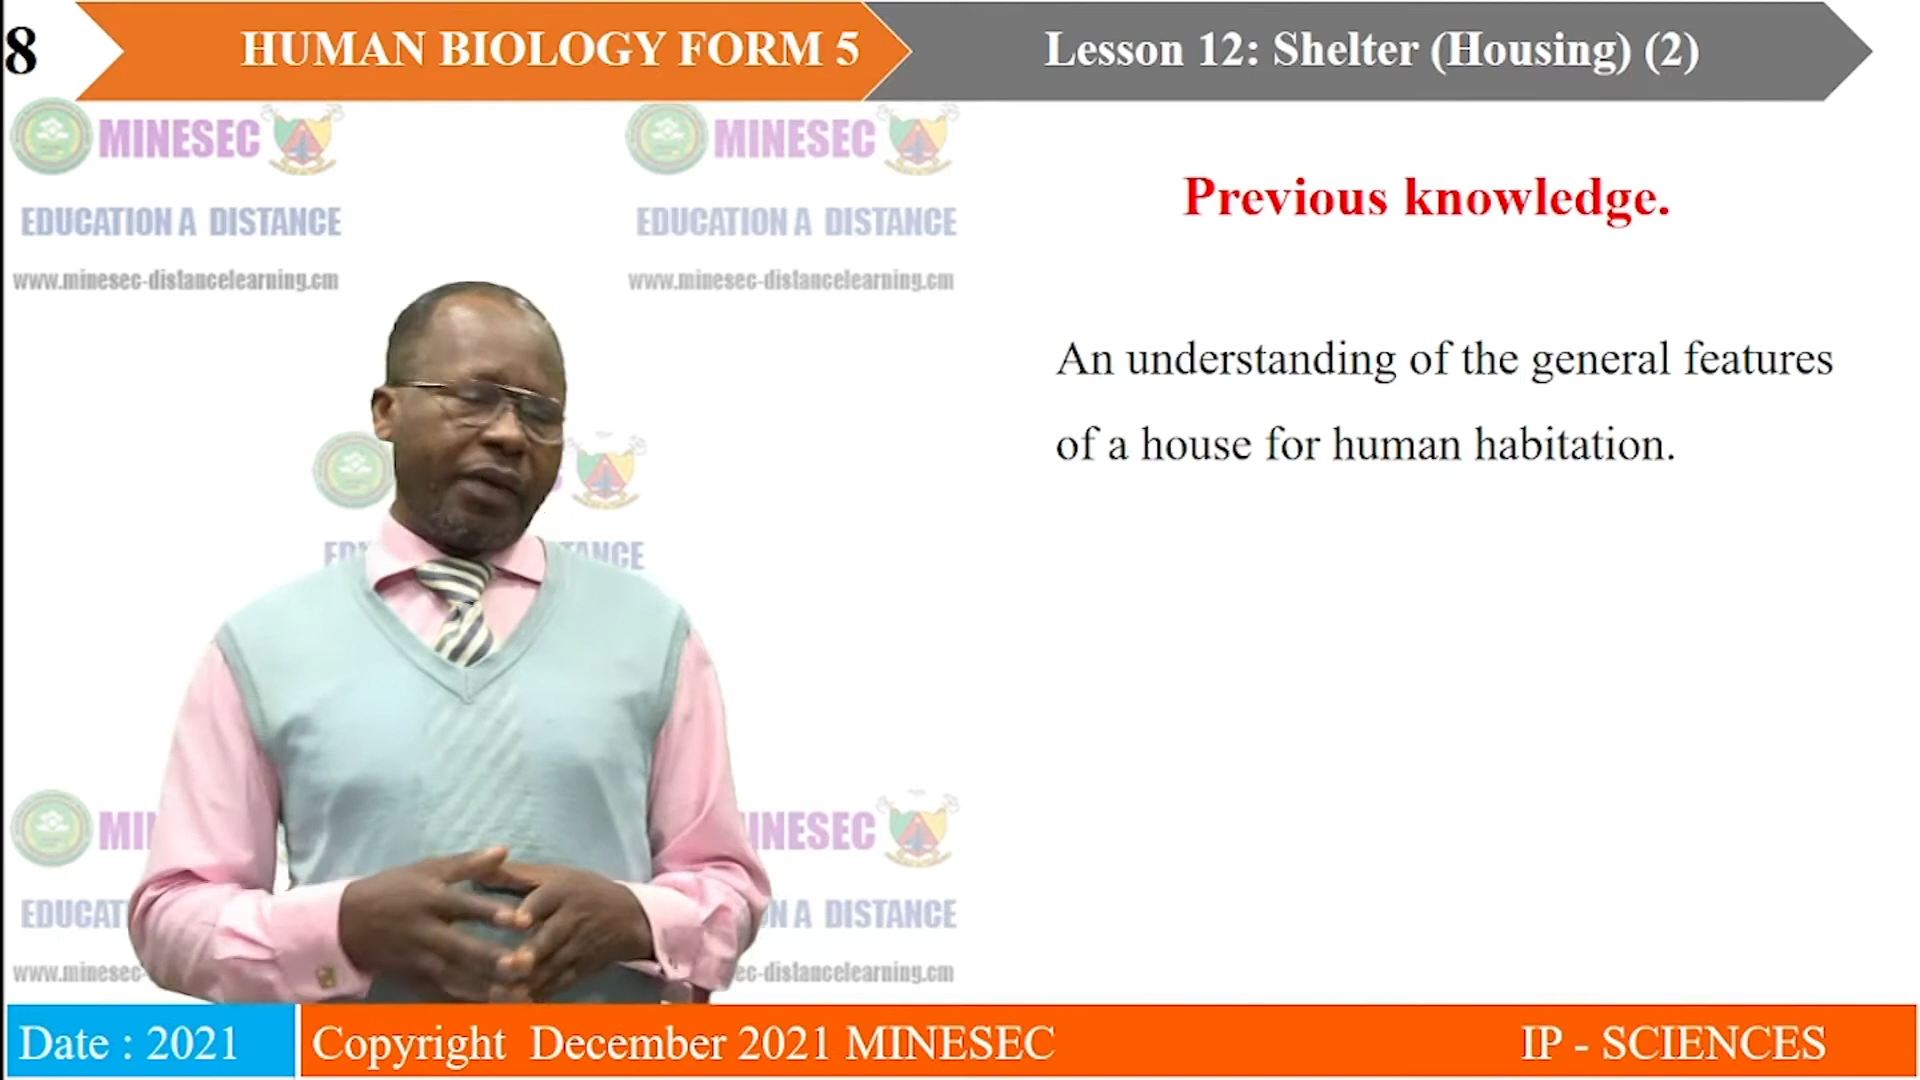 8
HUMAN BIOLOGY FORM 5
Lesson 12: Shelter (Housing) (2)
MINESEC
MINESEC
EDUCATION A DISTANCE
EDUCATION A DISTANCE
www.minesec-distancelearning.cm
www.minesec-distancelearning.cm
Previous knowledge.
An understanding of the general features
of a house for human habitation.
Date : 2021
Copyright December 2021 MINESEC
IP - SCIENCES